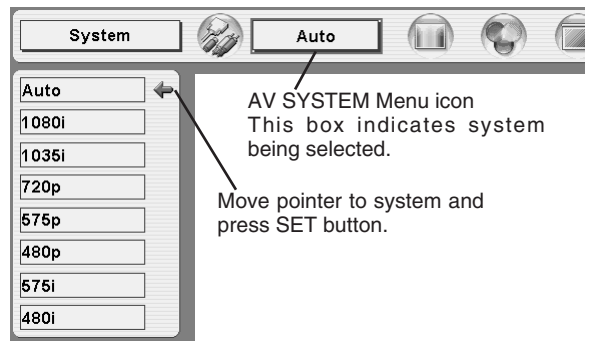 System
Auto
Auto
1080i
1035i
720p
575p
480p
575i
480i
AV SYSTEM Menu icon
This box indicates system
being selected.
Move pointer to system and
press SET button.